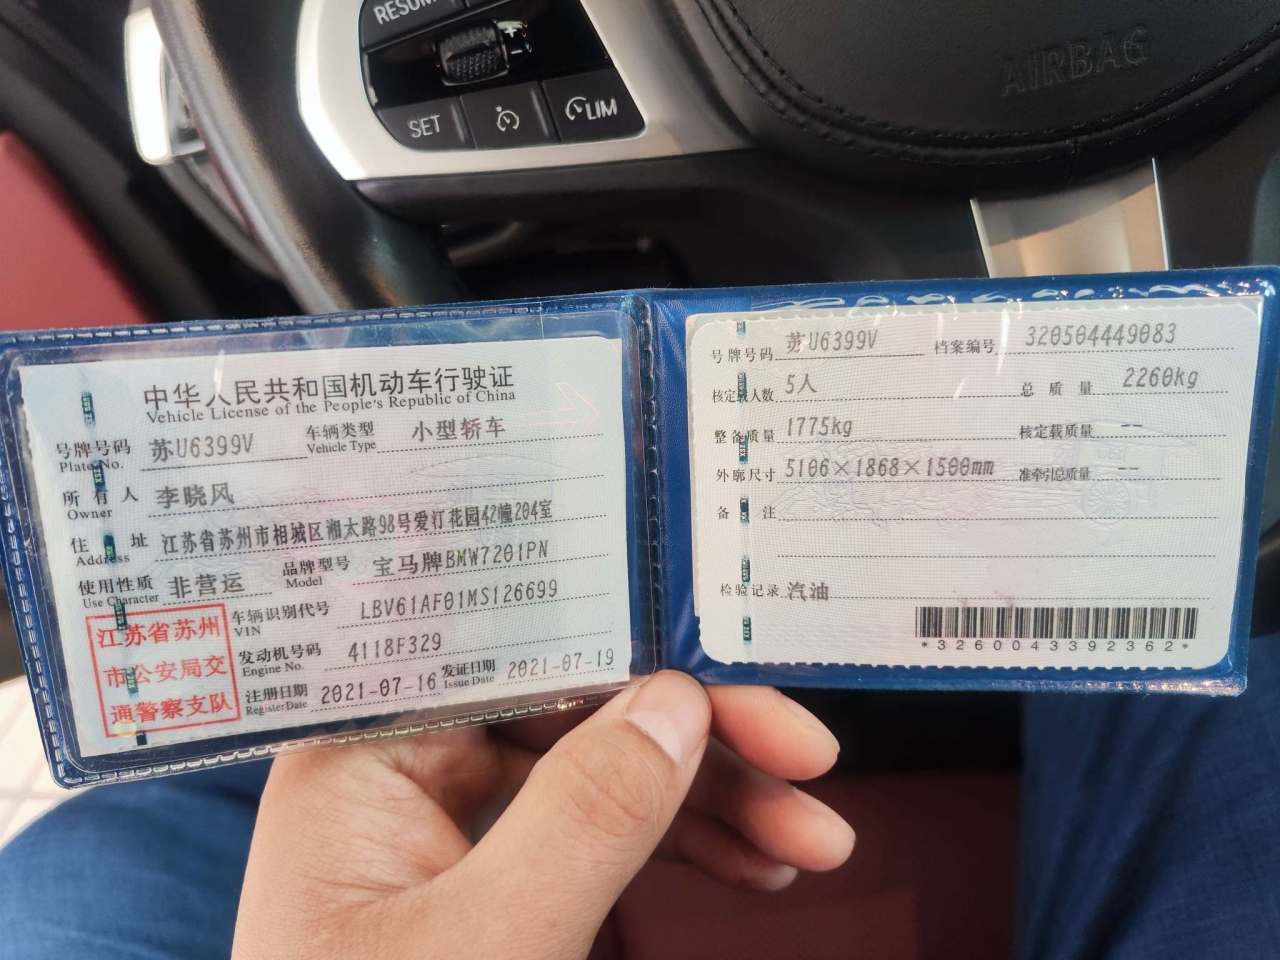 RESUM
+
-
SET
LIM
AIRBAG
中华人民共和国机动车行驶证
Vehicle License of the People's Republic of China
号牌号码 苏U6399V 车辆类型 小型轿车
Plate No. Vehicle Type
所有人 李晓风
Owner
住址 江苏省苏州市相城区湘太路98号爱汀花园42幢204室
Address
使用性质 非营运 品牌型号 宝马牌BMW7201PN
Use Character Model
江苏省苏州
市公安局交
通警察支队
车辆识别代号 LBV61AF01MS126699
VIN
发动机号码 4118F329
Engine No.
注册日期 2021-07-16 发证日期 2021-07-19
Register Date Issue Date
号牌号码 苏U6399V 档案编号 320504449083
核定载人数 5人 总质量 2260kg
整备质量 1775kg 核定载质量 --
外廓尺寸 5106×1868×1500mm 准牵引总质量 --
备注
检验记录 汽油
*3260043392362*